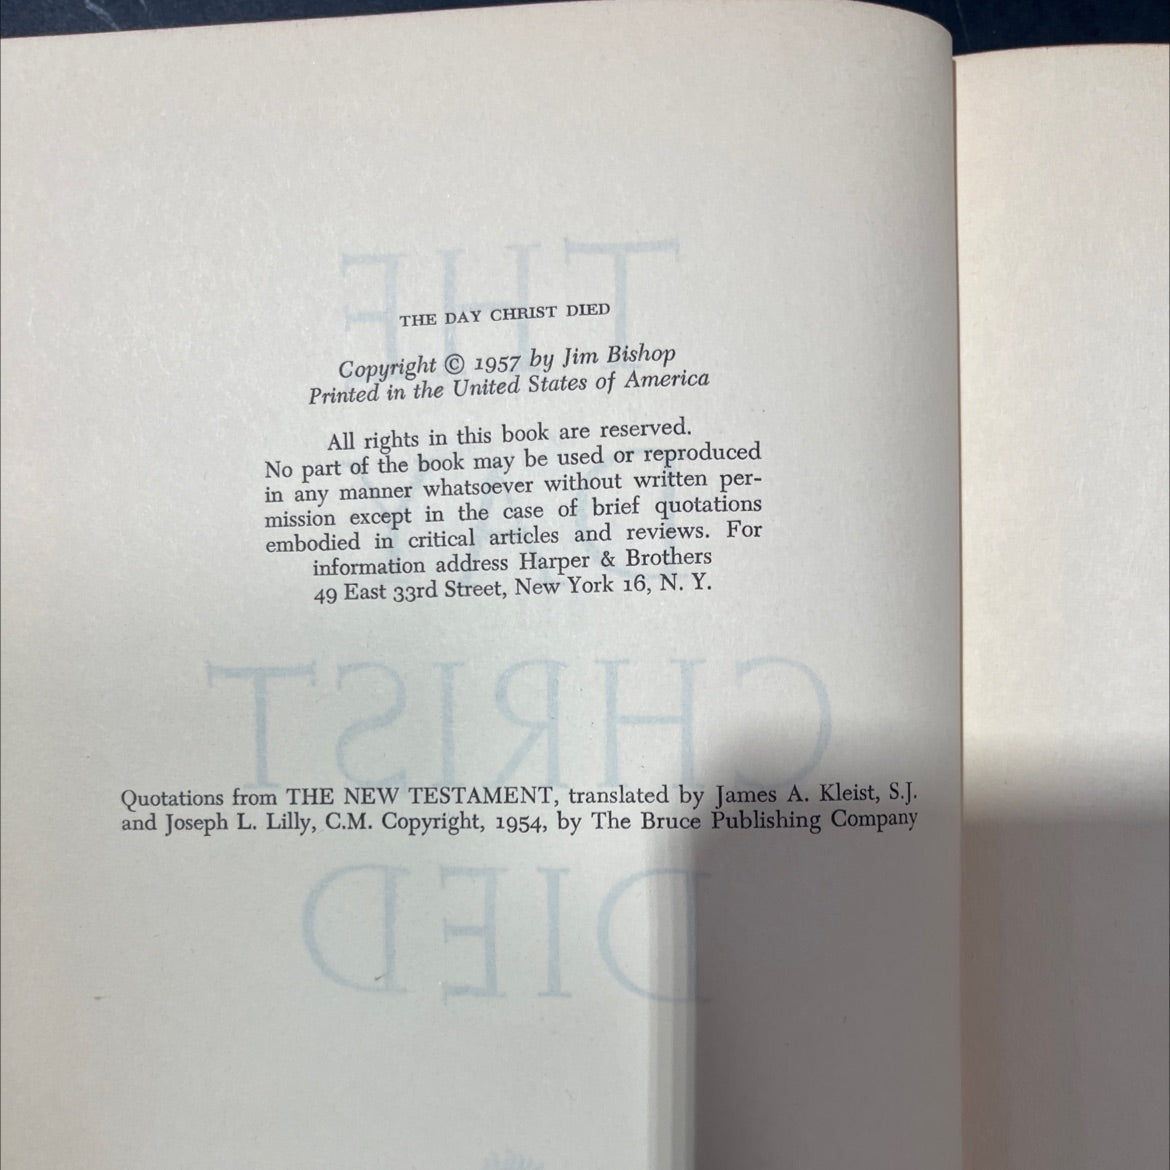 THE DAY CHRIST DIED
Copyright © 1957 by Jim Bishop
Printed in the United States of America
All rights in this book are reserved.
No part of the book may be used or reproduced
in any manner whatsoever without written per-
mission except in the case of brief quotations
embodied in critical articles and reviews. For
information address Harper & Brothers
49 East 33rd Street, New York 16, N. Y.
Quotations from THE NEW TESTAMENT, translated by James A. Kleist, S.J.
and Joseph L. Lilly, C.M. Copyright, 1954, by The Bruce Publishing Company